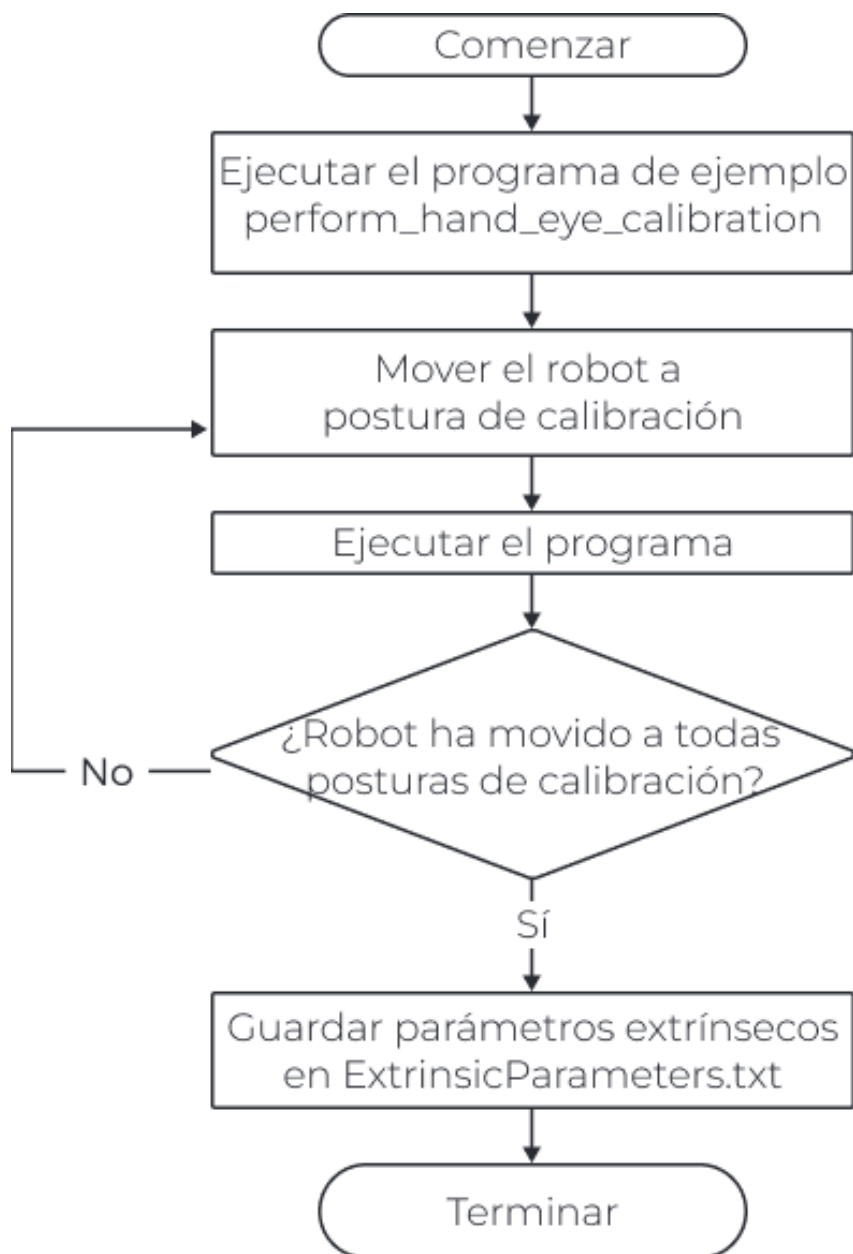 Comenzar
Ejecutar el programa de ejemplo
perform_hand_eye_calibration
Mover el robot a
postura de calibración
Ejecutar el programa
¿Robot ha movido a todas
posturas de calibración?
No
Sí
Guardar parámetros extrínsecos
en ExtrinsicParameters.txt
Terminar